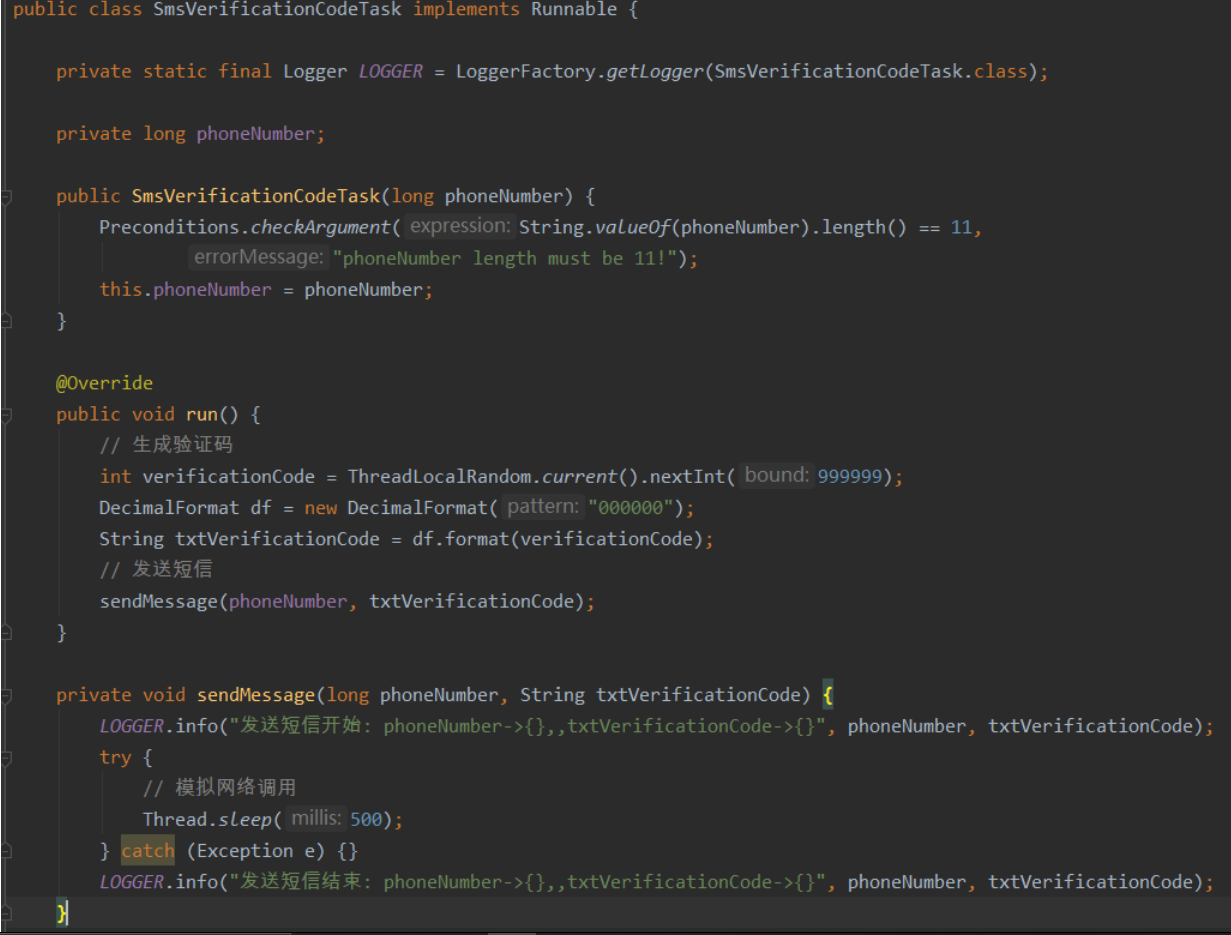 public class SmsVerificationCodeTask implements Runnable {
private static final Logger LOGGER = LoggerFactory.getLogger(SmsVerificationCodeTask.class);
private long phoneNumber;
public SmsVerificationCodeTask(long phoneNumber) {
Preconditions.checkArgument( expression: String.valueOf(phoneNumber).length() == 11,
errorMessage: "phoneNumber length must be 11!");
this.phoneNumber = phoneNumber;
}
@Override
public void run() {
// 生成验证码
int verificationCode = ThreadLocalRandom.current().nextInt( bound: 999999);
DecimalFormat df = new DecimalFormat( pattern: "000000");
String txtVerificationCode = df.format(verificationCode);
// 发送短信
sendMessage(phoneNumber, txtVerificationCode);
}
private void sendMessage(long phoneNumber, String txtVerificationCode) {
LOGGER.info("发送短信开始: phoneNumber->{},,txtVerificationCode->{}", phoneNumber, txtVerificationCode);
try {
// 模拟网络调用
Thread.sleep( millis: 500);
} catch (Exception e) {}
LOGGER.info("发送短信结束: phoneNumber->{},,txtVerificationCode->{}", phoneNumber, txtVerificationCode);
}